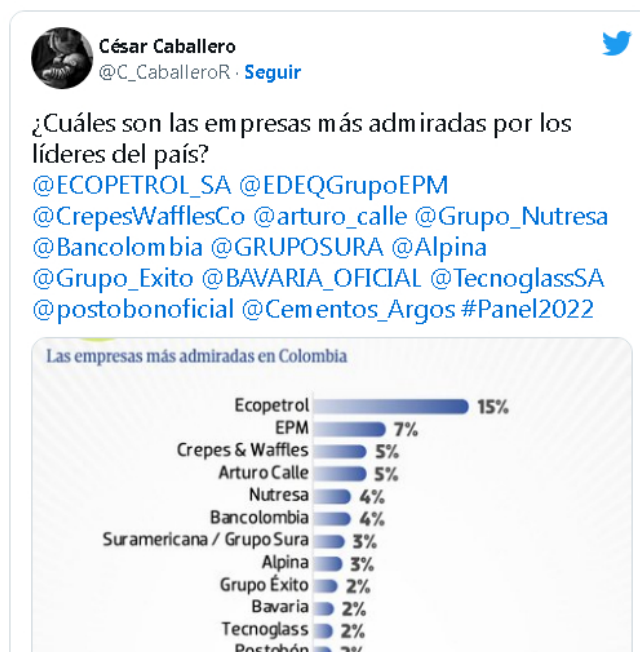 César Caballero
@C_CaballeroR · Seguir
¿Cuáles son las empresas más admiradas por los
líderes del país?
@ECOPETROL_SA @EDEQGrupoEPM
@CrepesWafflesCo @arturo_calle @Grupo_Nutresa
@Bancolombia @GRUPOSURA @Alpina
@Grupo_Exito @BAVARIA_OFICIAL @TecnoglassSA
@postobonoficial @Cementos_Argos #Panel2022
Las empresas más admiradas en Colombia
Ecopetrol 15%
EPM 7%
Crepes & Waffles 5%
Arturo Calle 5%
Nutresa 4%
Bancolombia 4%
Suramericana / Grupo Sura 3%
Alpina 3%
Grupo Éxito 2%
Bavaria 2%
Tecnoglass 2%
Postobón 2%